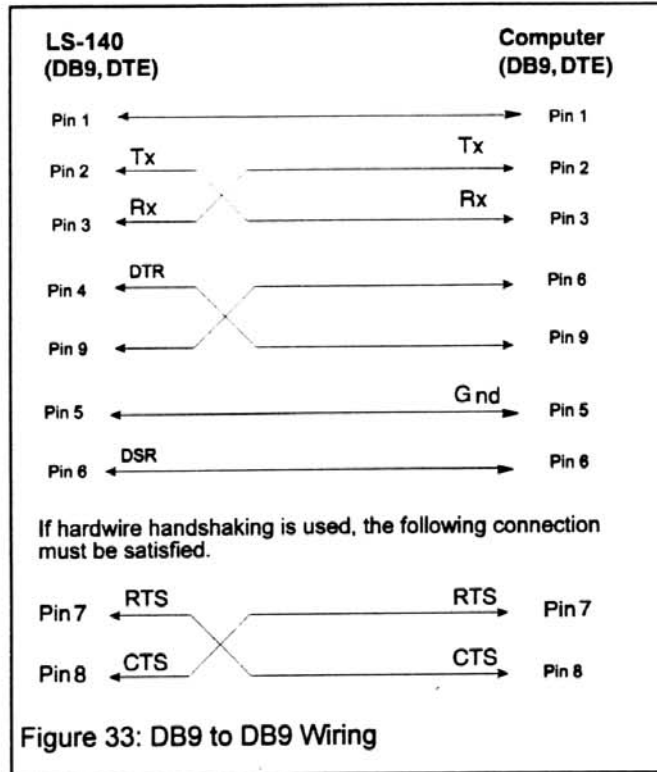 LS-140 Computer
(DB9, DTE) (DB9, DTE)
Pin 1 Pin 1
Pin 2 Tx Tx Pin 2
Pin 3 Rx Rx Pin 3
Pin 4 DTR Pin 6
Pin 9 Pin 9
Pin 5 Gnd Pin 5
Pin 6 DSR Pin 6
If hardwire handshaking is used, the following connection
must be satisfied.
Pin 7 RTS RTS Pin 7
Pin 8 CTS CTS Pin 8
Figure 33: DB9 to DB9 Wiring